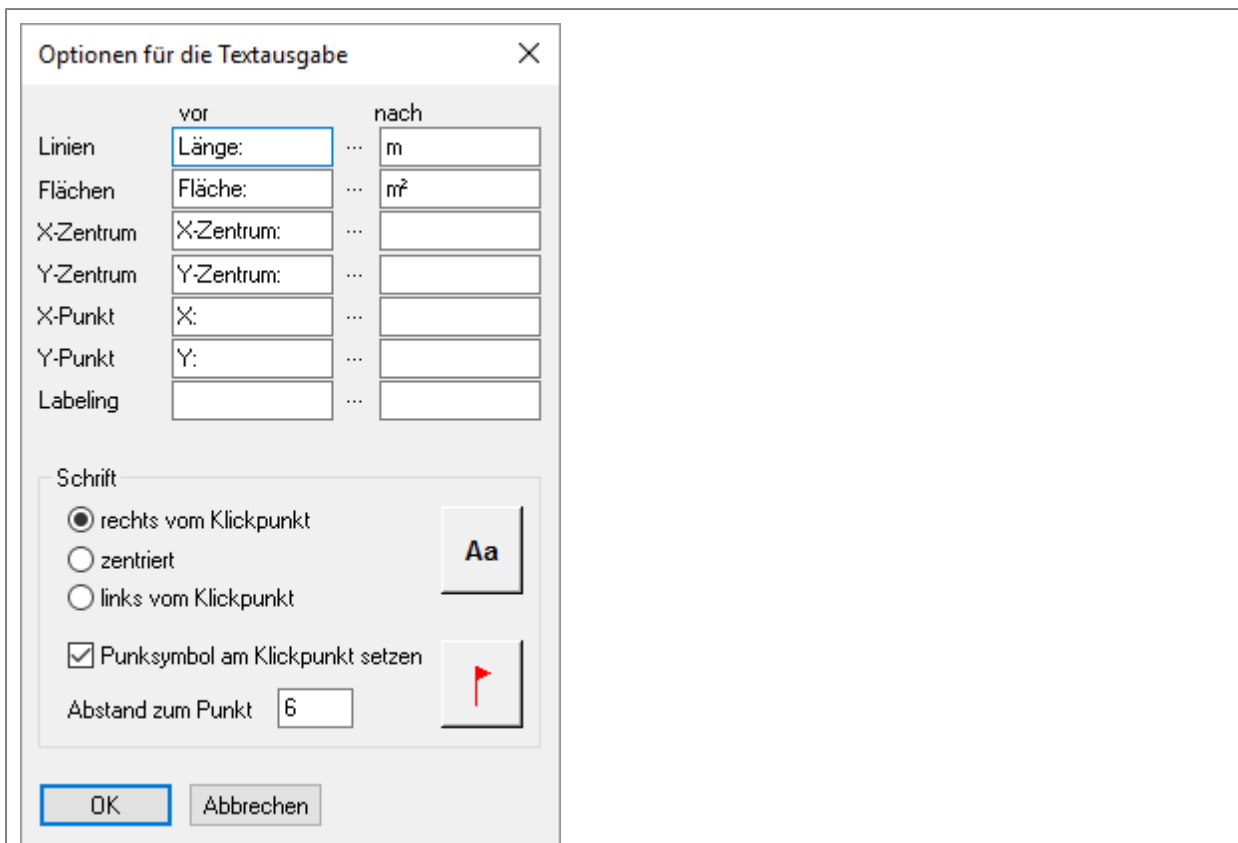 Optionen für die Textausgabe
vor nach
Linien Länge: ... m
Flächen Fläche: ... m²
X-Zentrum X-Zentrum: ...
Y-Zentrum Y-Zentrum: ...
X-Punkt X: ...
Y-Punkt Y: ...
Labeling ...
Schrift
rechts vom Klickpunkt
Aa
zentriert
links vom Klickpunkt
Punksymbol am Klickpunkt setzen
Abstand zum Punkt 6
OK Abbrechen